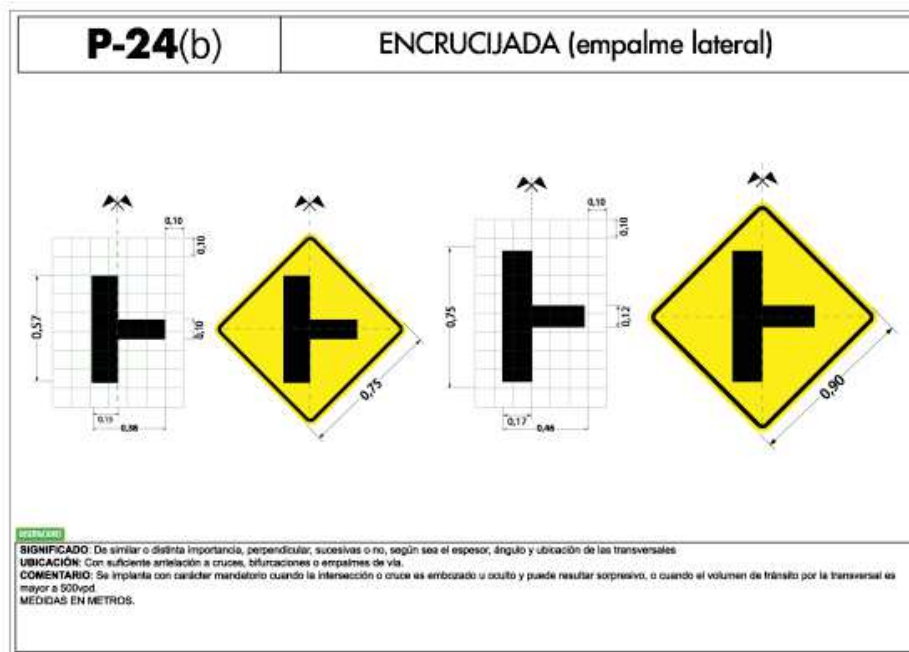 P-24(b)
ENCRUCIJADA (empalme lateral)
0,10
0,10
0,57
0,10
0,15
0,75
0,10
0,10
0,75
0,12
0,17
0,46
0,90
SIGNIFICADO: De similar o distinta importancia, perpendicular, sucesivas o no, según sea el espesor, ángulo y ubicación de las transversales
UBICACIÓN: Con suficiente antelación a cruces, bifurcaciones o empalmes de vía.
COMENTARIO: Se implanta con carácter mandatorio cuando la intersección o cruce es embozado u oculto y puede resultar sorpresivo, o cuando el volumen de tránsito por la transversal es
mayor a 500vpd.
MEDIDAS EN METROS.